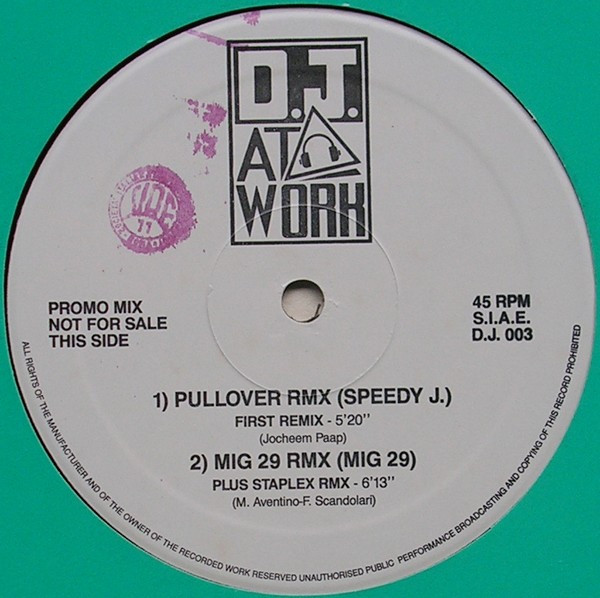 D.J.
AT
WORK
77
PROMO MIX
NOT FOR SALE
THIS SIDE
45 RPM
S.I.A.E.
D.J. 003
1) PULLOVER RMX (SPEEDY J.)
FIRST REMIX - 5'20''
(Jocheem Paap)
2) MIG 29 RMX (MIG 29)
PLUS STAPLEX RMX - 6'13''
(M. Aventino-F. Scandolari)
ALL RIGHTS OF THE MANUFACTURER AND OF THE OWNER OF THE RECORDED WORK RESERVED UNAUTHORISED PUBLIC PERFORMANCE BROADCASTING AND COPYING OF THIS RECORD PROHIBITED